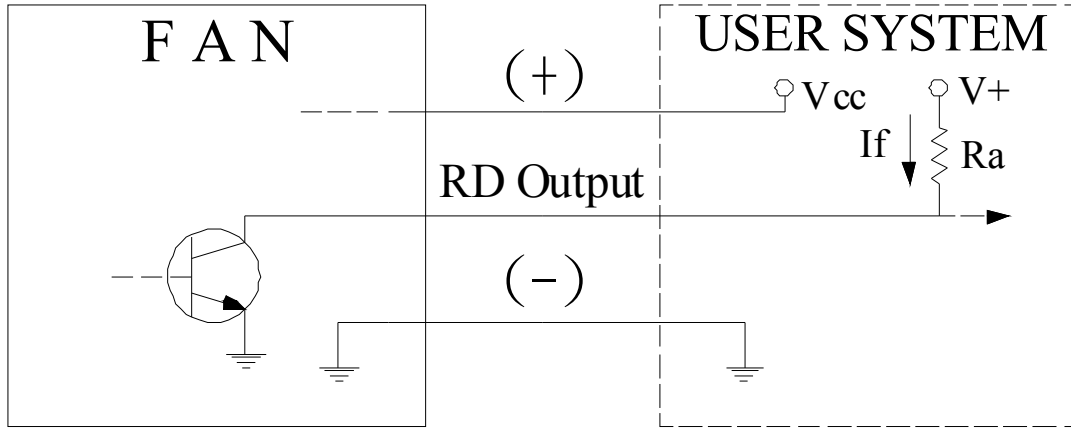 F A N
USER SYSTEM
(+)
Vcc
V+
If
Ra
RD Output
(-)